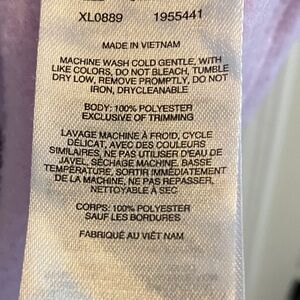 XL0889 1955441
MADE IN VIETNAM
MACHINE WASH COLD GENTLE, WITH
LIKE COLORS, DO NOT BLEACH, TUMBLE
DRY LOW, REMOVE PROMPTLY, DO NOT
IRON, DRYCLEANABLE
BODY: 100% POLYESTER
EXCLUSIVE OF TRIMMING
LAVAGE MACHINE À FROID, CYCLE
DÉLICAT, AVEC DES COULEURS
SIMILAIRES, NE PAS UTILISER D'EAU DE
JAVEL, SÉCHAGE MACHINE. BASSE
TEMPÉRATURE, SORTIR IMMÉDIATEMENT
DE LA MACHINE, NE PAS REPASSER,
NETTOYABLE À SEC
CORPS: 100% POLYESTER
SAUF LES BORDURES
FABRIQUÉ AU VIÊT NAM